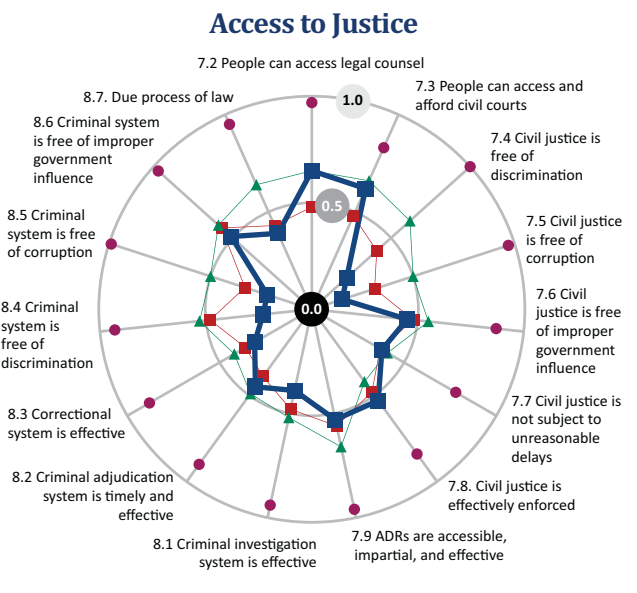 Access to Justice
7.2 People can access legal counsel
1.0
7.3 People can access and
afford civil courts
7.4 Civil justice is
free of
discrimination
7.5 Civil justice
is free of
corruption
7.6 Civil
justice is free
of improper
government
influence
7.7 Civil justice is
not subject to
unreasonable
delays
7.8. Civil justice is
effectively enforced
7.9 ADRs are accessible,
impartial, and effective
8.1 Criminal investigation
system is effective
8.2 Criminal adjudication
system is timely and
effective
8.3 Correctional
system is effective
8.4 Criminal
system is
free of
discrimination
8.5 Criminal
system is free
of corruption
8.6 Criminal system
is free of improper
government
influence
8.7. Due process of law
0.5
0.0